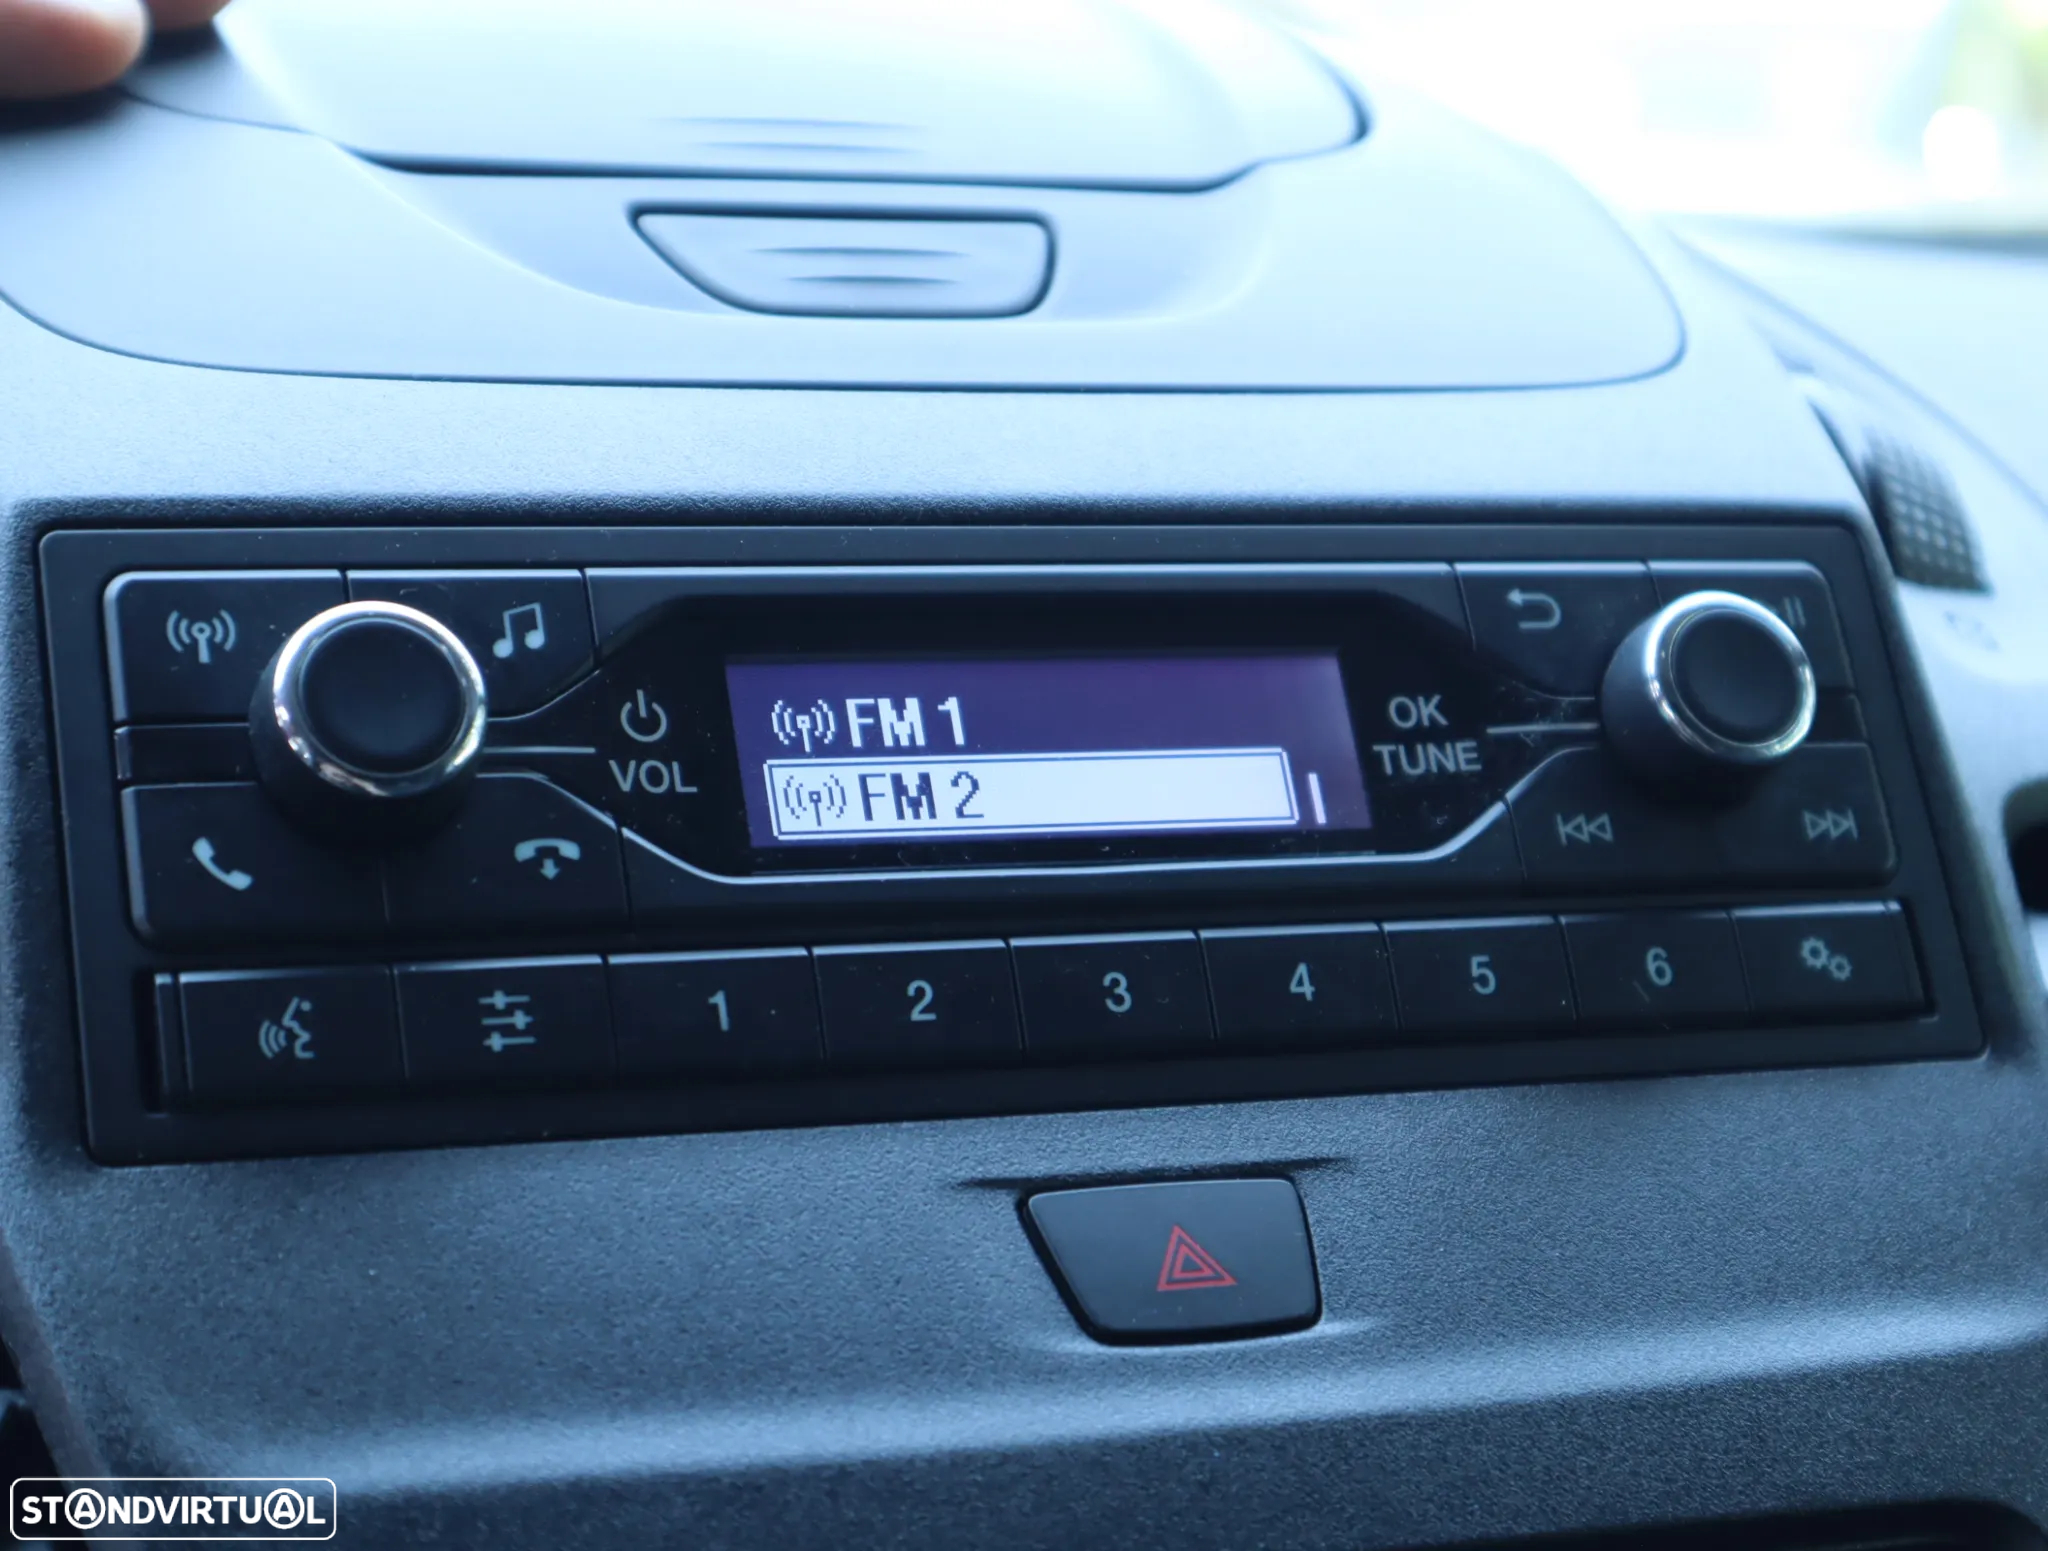 FM 1
FM 2
VOL
OK
TUNE
1 2 3 4 5 6
STANDVIRTUAL